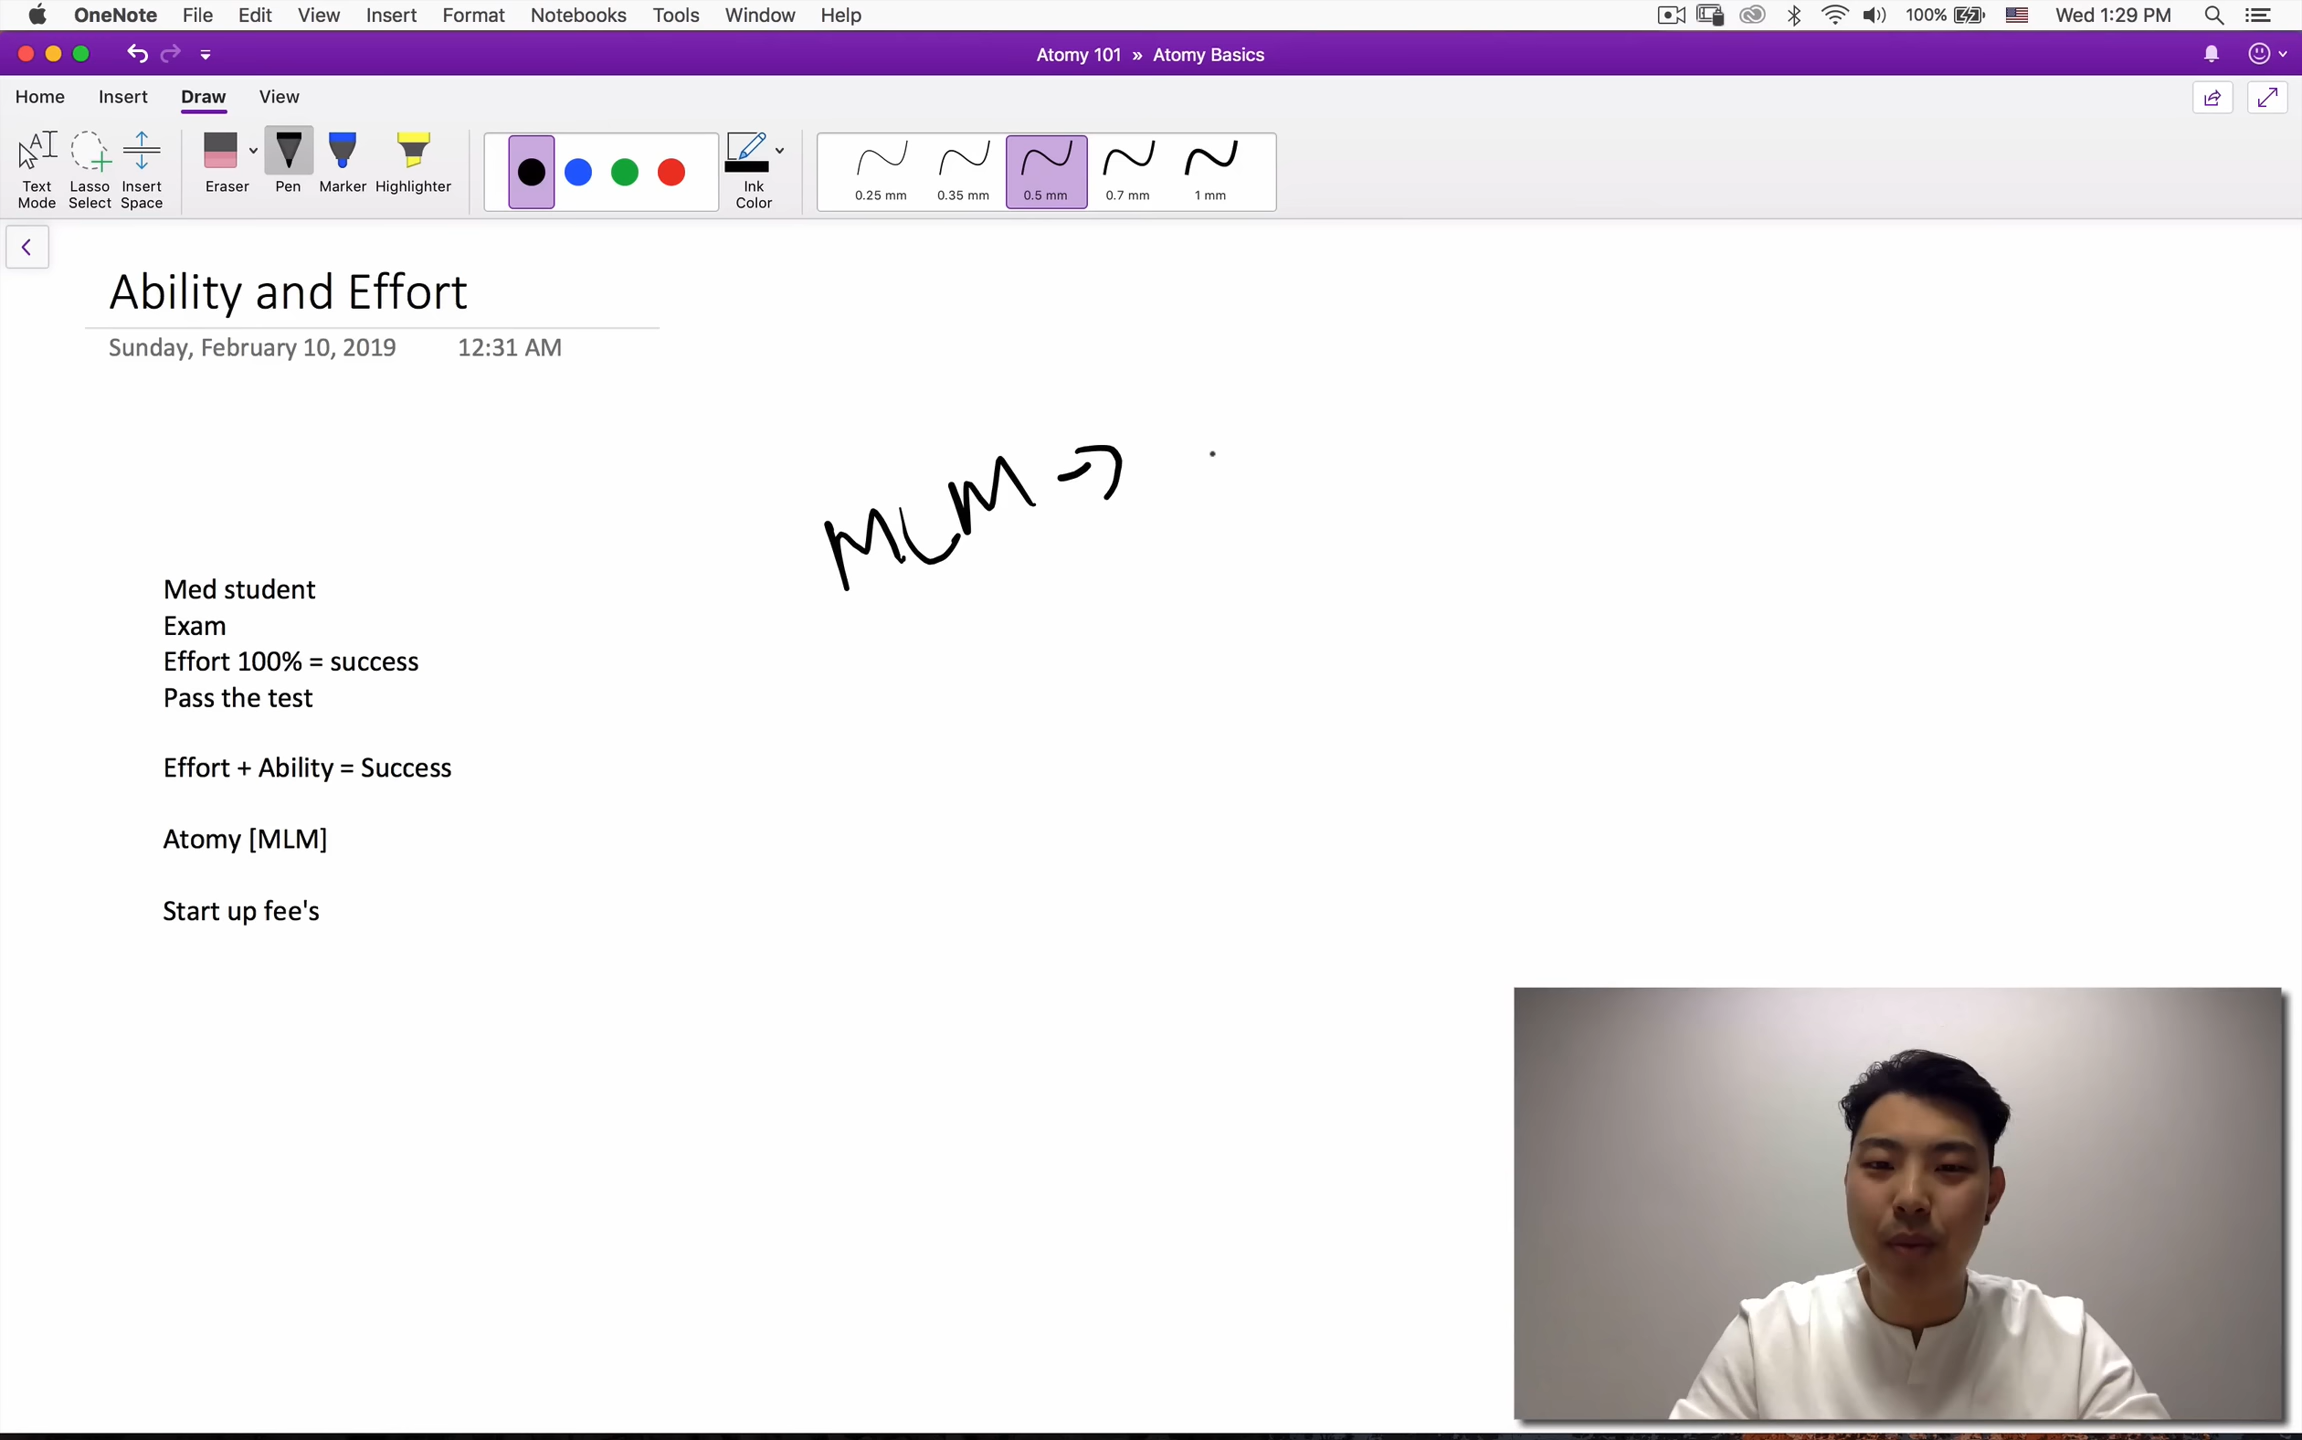 OneNote File Edit View Insert Format Notebooks Tools Window Help 100% Wed 1:29 PM
Atomy 101 » Atomy Basics
Home Insert Draw View
Text Mode Lasso Select Insert Space Eraser Pen Marker Highlighter Ink Color 0.25 mm 0.35 mm 0.5 mm 0.7 mm 1 mm
Ability and Effort
Sunday, February 10, 2019 12:31 AM
MLM →
Med student
Exam
Effort 100% = success
Pass the test
Effort + Ability = Success
Atomy [MLM]
Start up fee's